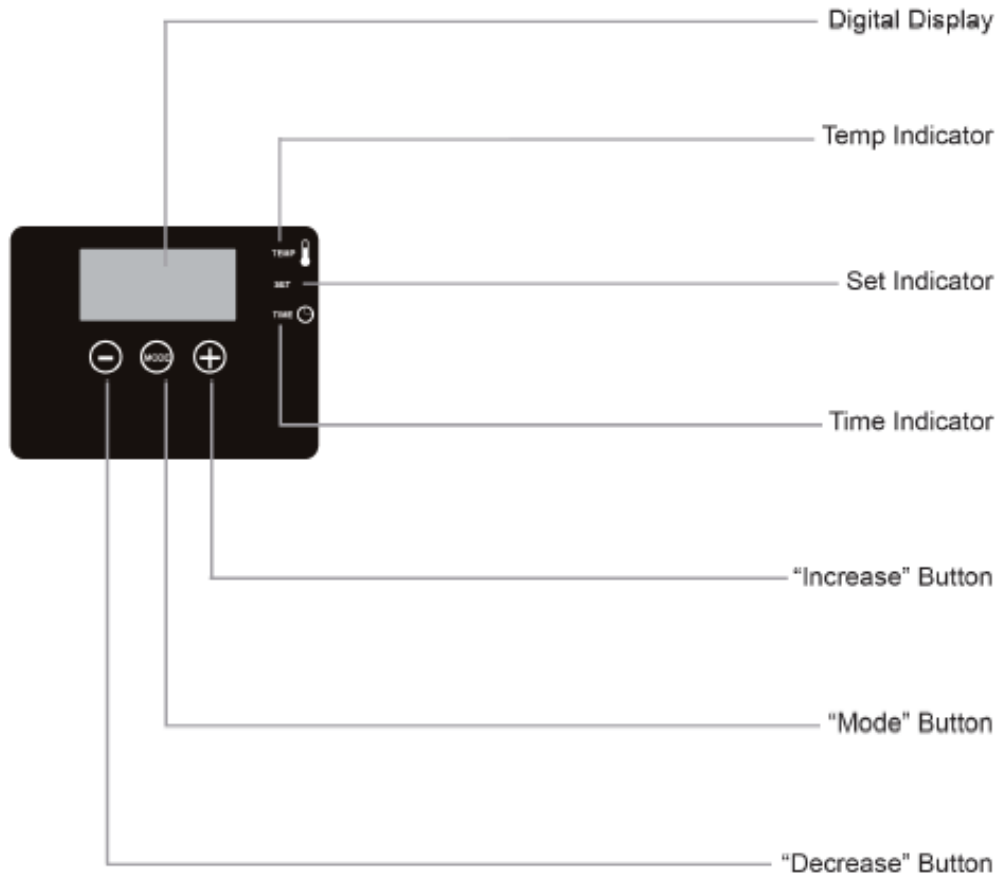 Digital Display
Temp Indicator
TEMP
Set Indicator
SET
TIME
MODE
Time Indicator
“Increase” Button
“Mode” Button
“Decrease” Button